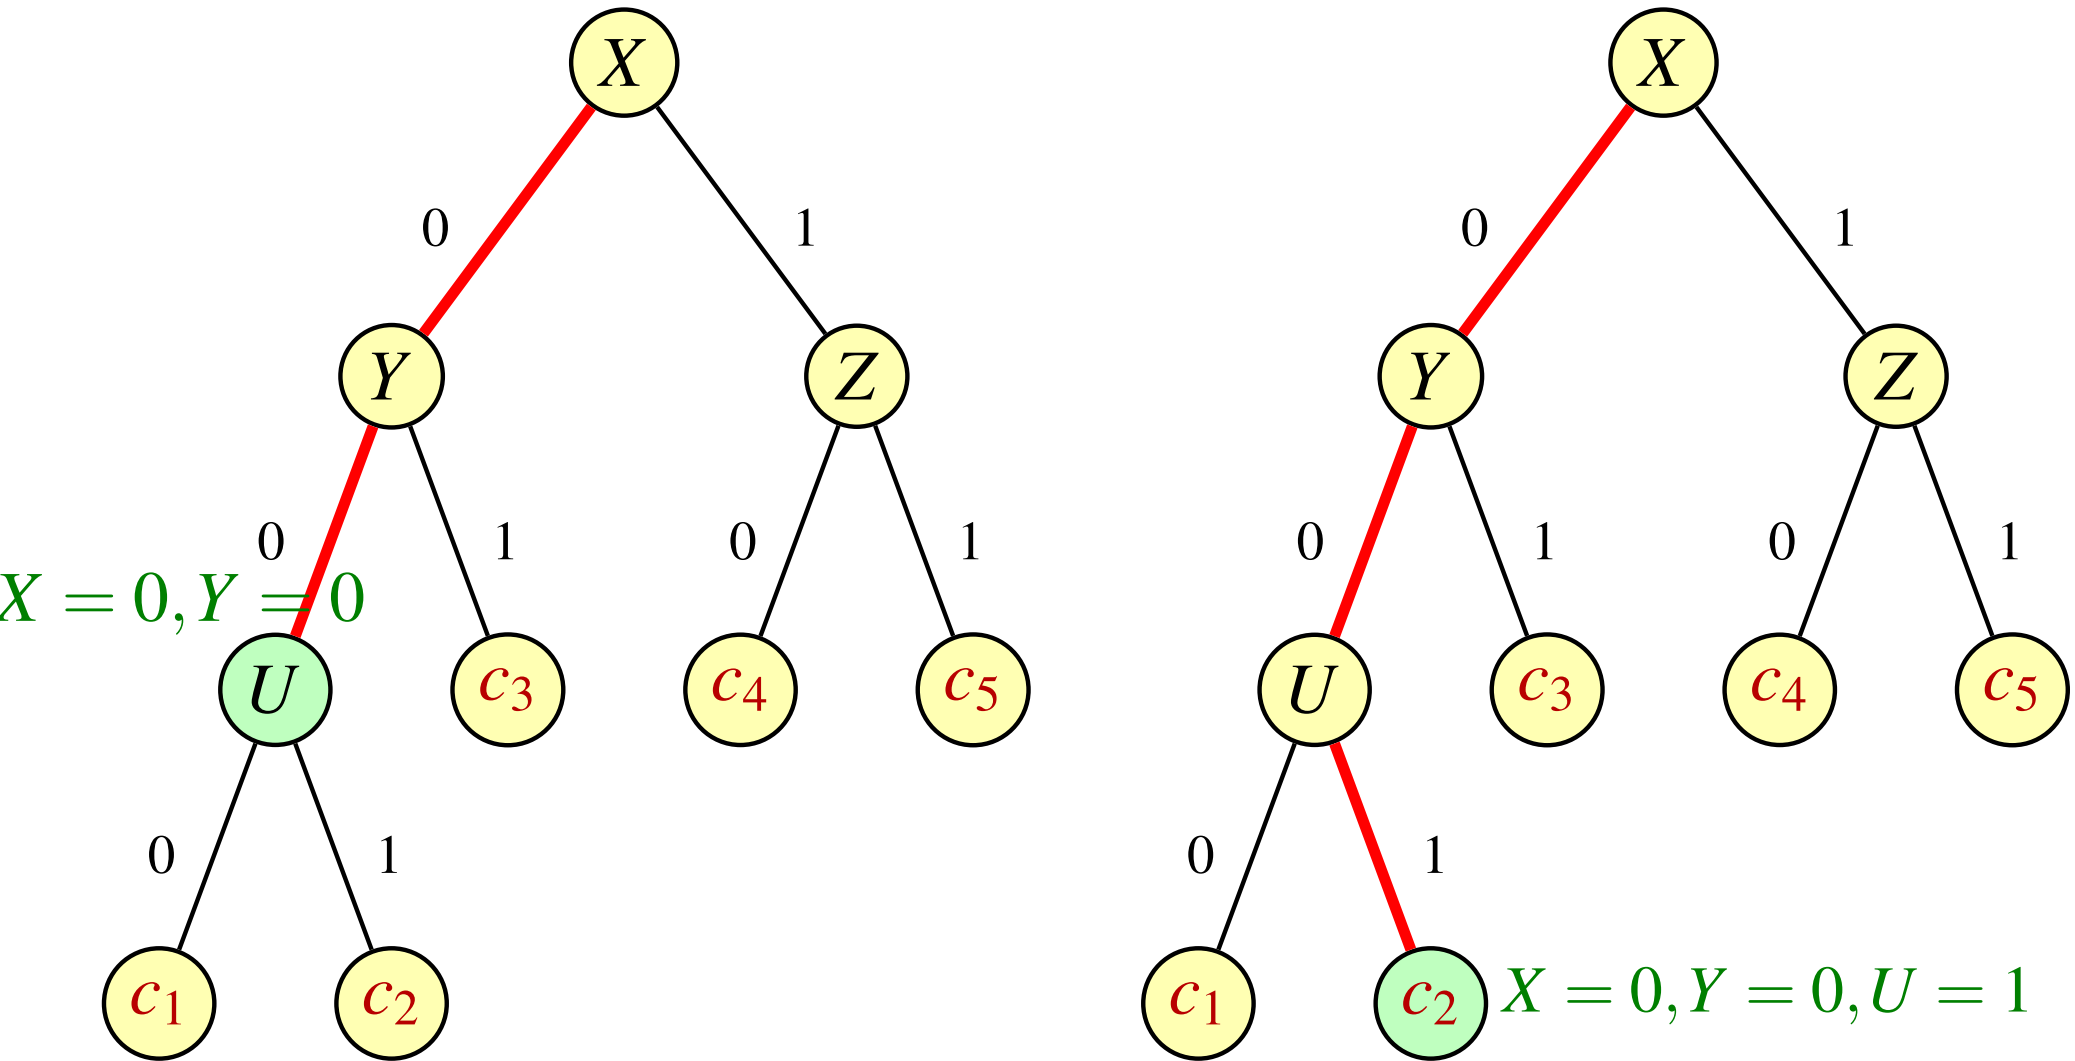 X X
0 1 0 1
Y Z Y Z
0 1 0 1 0 1 0 1
X = 0, Y = 0
U c₃ c₄ c₅ U c₃ c₄ c₅
0 1 0 1
c₁ c₂ c₁ c₂ X = 0, Y = 0, U = 1